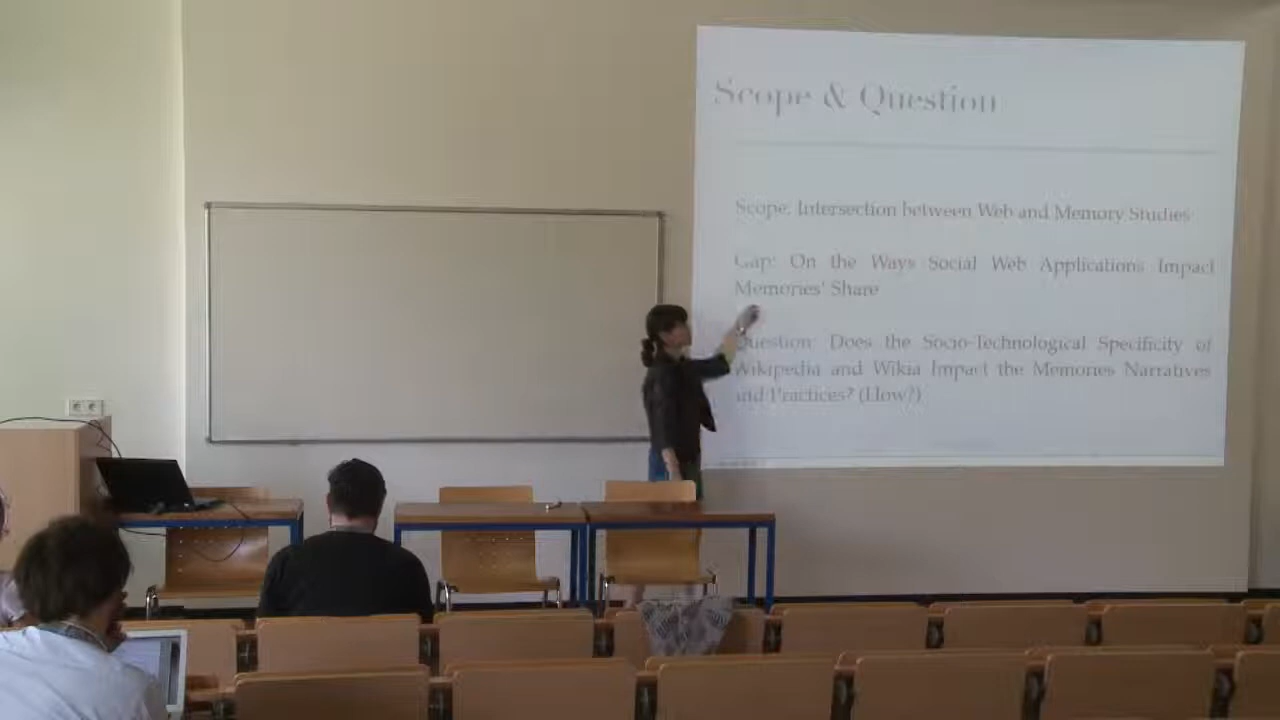 Scope & Question
Scope: Intersection between Web and Memory Studies
Gap: On the Ways Social Web Applications Impact
Memories' Share
Question: Does the Socio-Technological Specificity of
Wikipedia and Wikia Impact the Memories Narratives
and Practices? (How?)